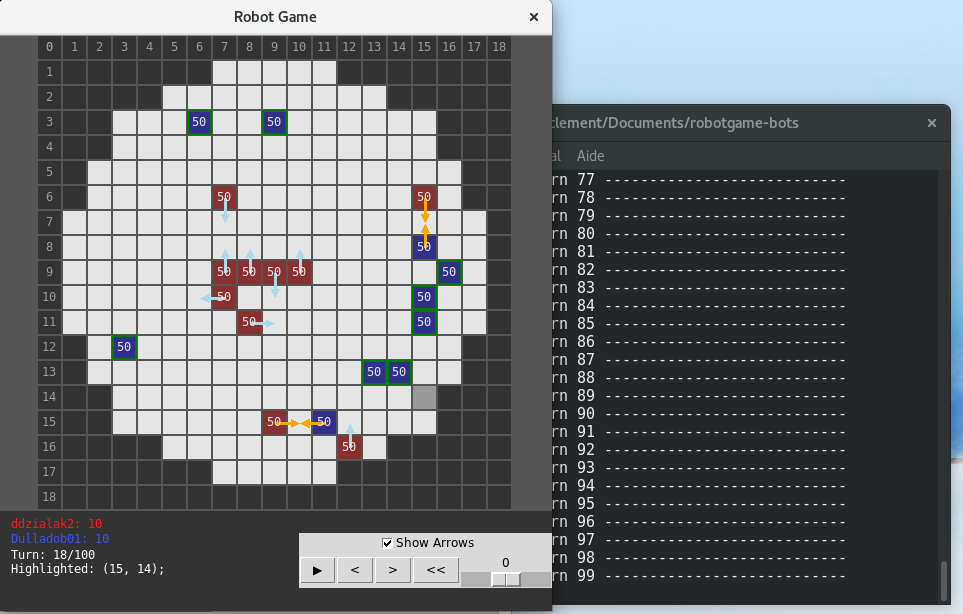 Robot Game ×
0 1 2 3 4 5 6 7 8 9 10 11 12 13 14 15 16 17 18
1
2
3 50 50
4
5
6 50 50
7
8 50
9 50 50 50 50 50
10 50 50
11 50 50
12 50
13 50 50
14
15 50 50
16 50
17
18
ddzialak2: 10
Dulladob01: 10
Turn: 18/100
Highlighted: (15, 14);
Show Arrows
▶ < > << 0
lement/Documents/robotgame-bots ×
al Aide
rn 77 ---------------------------
rn 78 ---------------------------
rn 79 ---------------------------
rn 80 ---------------------------
rn 81 ---------------------------
rn 82 ---------------------------
rn 83 ---------------------------
rn 84 ---------------------------
rn 85 ---------------------------
rn 86 ---------------------------
rn 87 ---------------------------
rn 88 ---------------------------
rn 89 ---------------------------
rn 90 ---------------------------
rn 91 ---------------------------
rn 92 ---------------------------
rn 93 ---------------------------
rn 94 ---------------------------
rn 95 ---------------------------
rn 96 ---------------------------
rn 97 ---------------------------
rn 98 ---------------------------
rn 99 ---------------------------